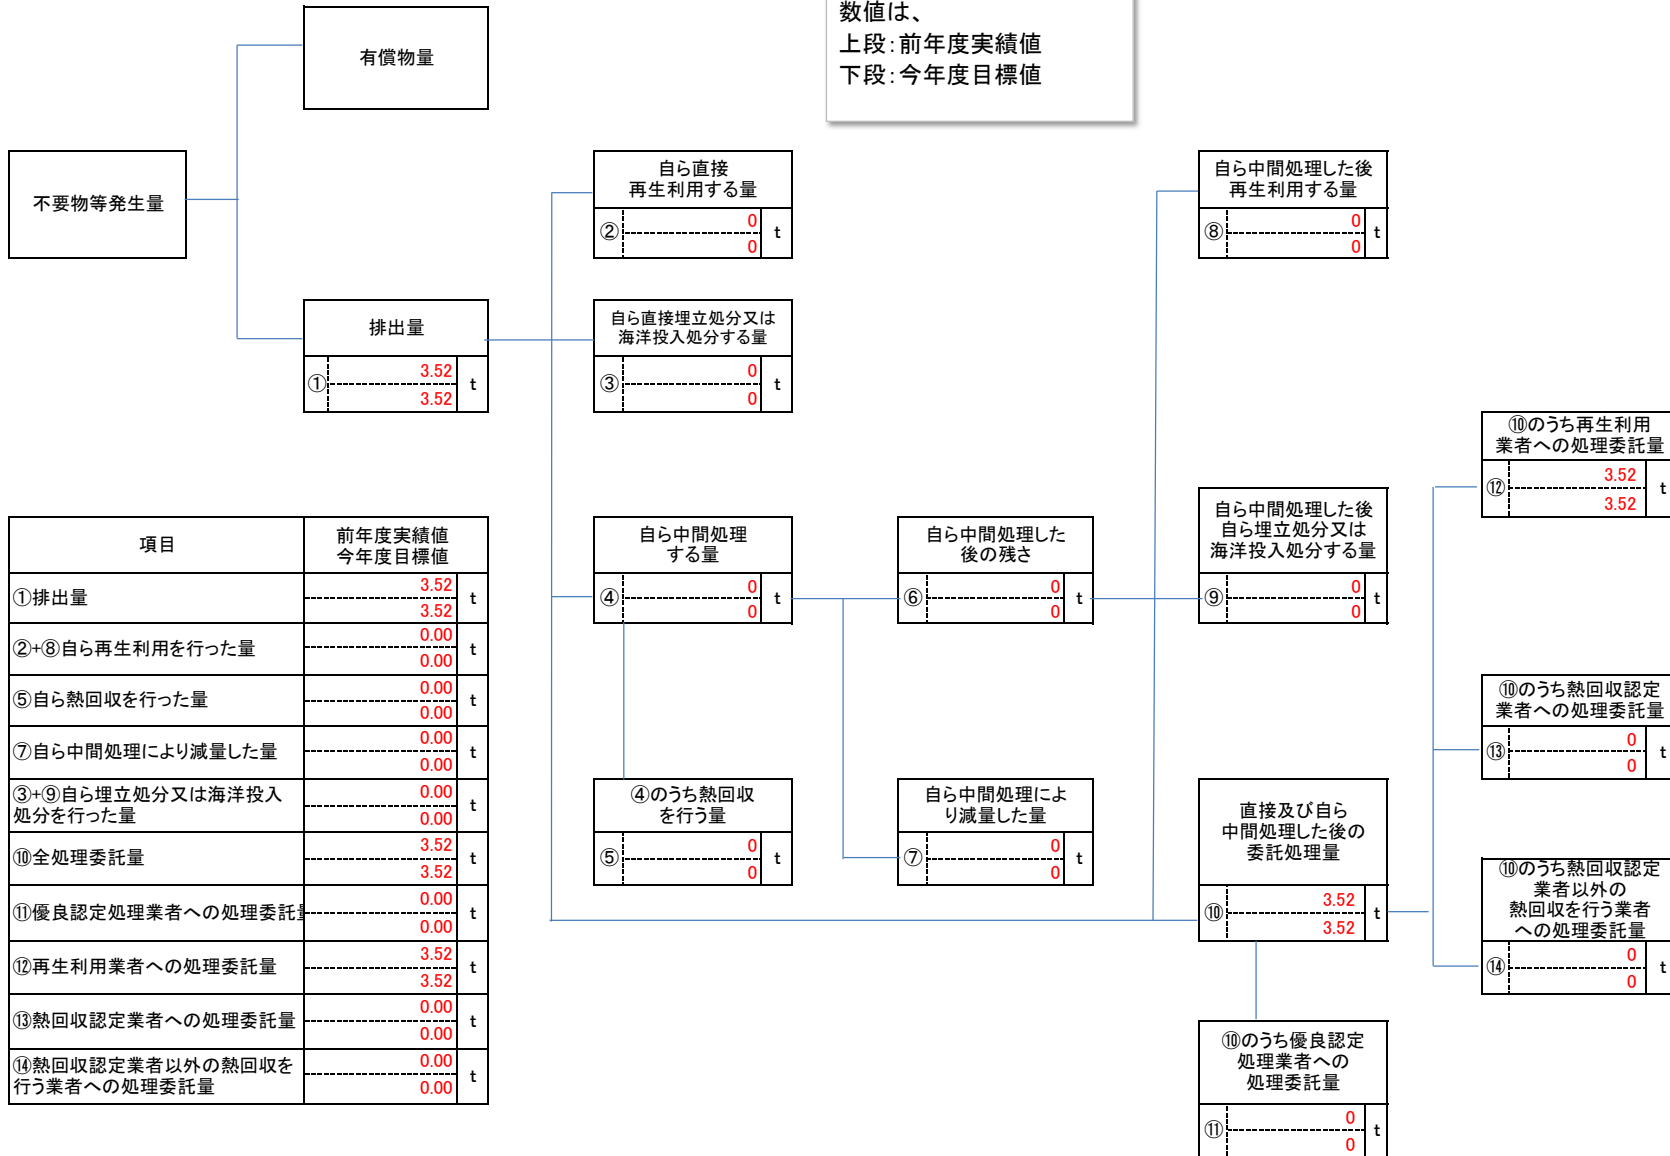 数値は、
上段：前年度実績値
下段：今年度目標値
有償物量
不要物等発生量
排出量
①
3.52
3.52
t
自ら直接
再生利用する量
②
0
0
t
自ら直接埋立処分又は
海洋投入処分する量
③
0
0
t
自ら中間処理
する量
④
0
0
t
④のうち熱回収
を行う量
⑤
0
0
t
自ら中間処理した
後の残さ
⑥
0
0
t
自ら中間処理によ
り減量した量
⑦
0
0
t
自ら中間処理した後
再生利用する量
⑧
0
0
t
自ら中間処理した後
自ら埋立処分又は
海洋投入処分する量
⑨
0
0
t
直接及び自ら
中間処理した後の
委託処理量
⑩
3.52
3.52
t
⑩のうち優良認定
処理業者への
処理委託量
⑪
0
0
t
⑩のうち再生利用
業者への処理委託量
⑫
3.52
3.52
t
⑩のうち熱回収認定
業者への処理委託量
⑬
0
0
t
⑩のうち熱回収認定
業者以外の
熱回収を行う業者
への処理委託量
⑭
0
0
t
項目
前年度実績値
今年度目標値
①排出量
3.52
3.52
t
②+⑧自ら再生利用を行った量
0.00
0.00
t
⑤自ら熱回収を行った量
0.00
0.00
t
⑦自ら中間処理により減量した量
0.00
0.00
t
③+⑨自ら埋立処分又は海洋投入
処分を行った量
0.00
0.00
t
⑩全処理委託量
3.52
3.52
t
⑪優良認定処理業者への処理委託
0.00
0.00
t
⑫再生利用業者への処理委託量
3.52
3.52
t
⑬熱回収認定業者への処理委託量
0.00
0.00
t
⑭熱回収認定業者以外の熱回収を
行う業者への処理委託量
0.00
0.00
t